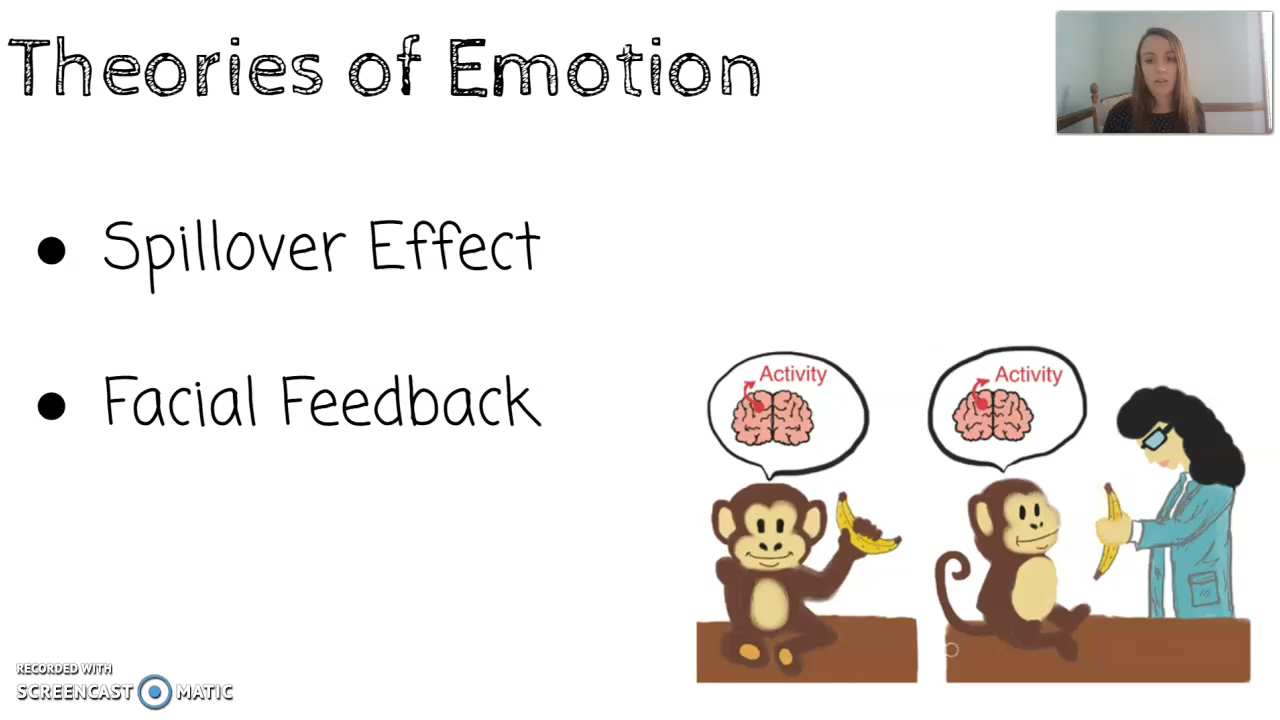 Theories of Emotion
● Spillover Effect
● Facial Feedback
Activity
Activity
RECORDED WITH
SCREENCAST MATIC